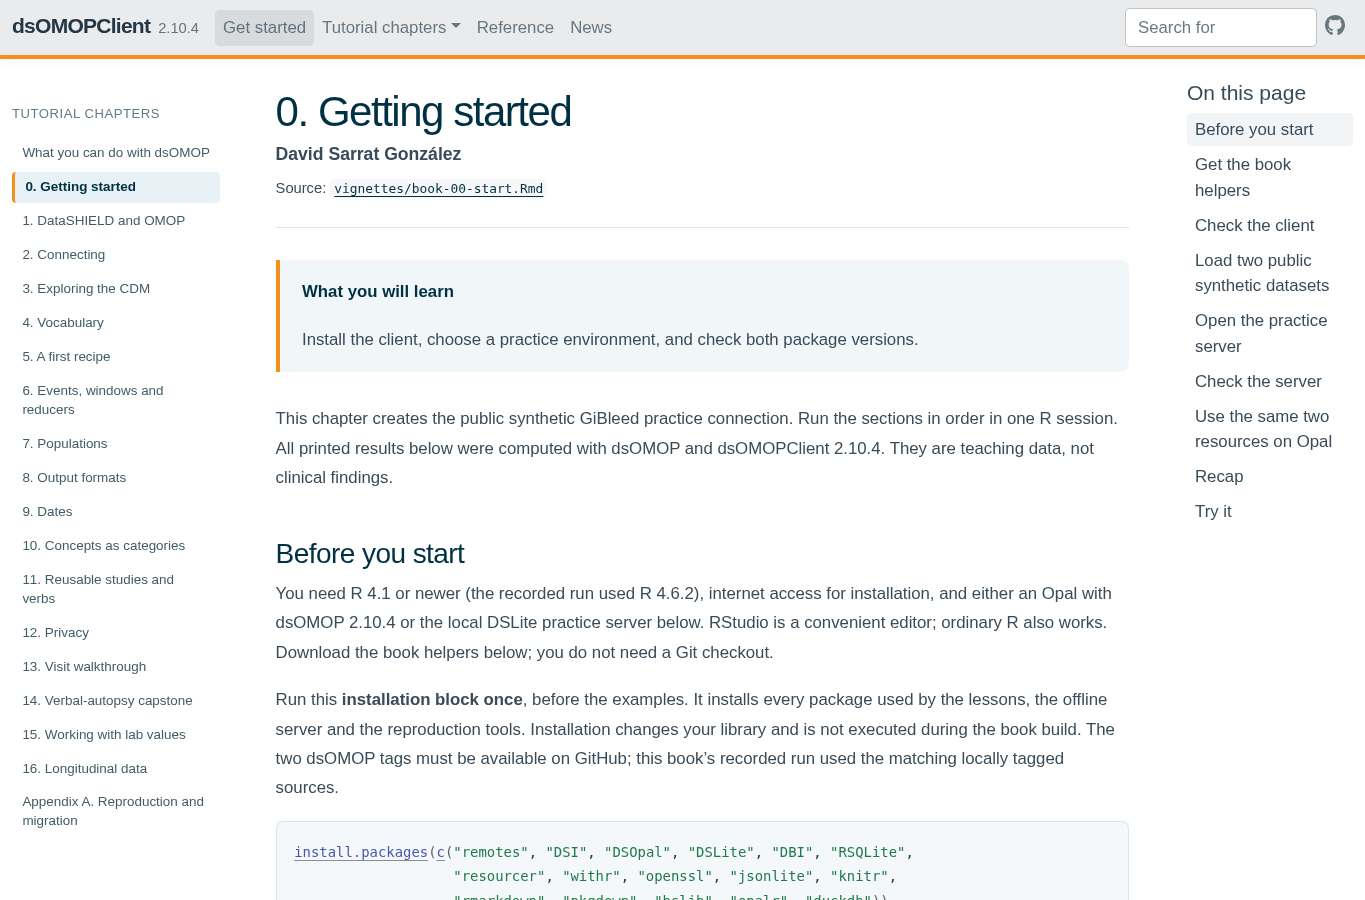 dsOMOPClient 2.10.4 Get started Tutorial chapters Reference News Search for
TUTORIAL CHAPTERS
What you can do with dsOMOP
0. Getting started
1. DataSHIELD and OMOP
2. Connecting
3. Exploring the CDM
4. Vocabulary
5. A first recipe
6. Events, windows and
reducers
7. Populations
8. Output formats
9. Dates
10. Concepts as categories
11. Reusable studies and
verbs
12. Privacy
13. Visit walkthrough
14. Verbal-autopsy capstone
15. Working with lab values
16. Longitudinal data
Appendix A. Reproduction and
migration
0. Getting started
David Sarrat González
Source: vignettes/book-00-start.Rmd
What you will learn
Install the client, choose a practice environment, and check both package versions.
This chapter creates the public synthetic GiBleed practice connection. Run the sections in order in one R session.
All printed results below were computed with dsOMOP and dsOMOPClient 2.10.4. They are teaching data, not
clinical findings.
Before you start
You need R 4.1 or newer (the recorded run used R 4.6.2), internet access for installation, and either an Opal with
dsOMOP 2.10.4 or the local DSLite practice server below. RStudio is a convenient editor; ordinary R also works.
Download the book helpers below; you do not need a Git checkout.
Run this installation block once, before the examples. It installs every package used by the lessons, the offline
server and the reproduction tools. Installation changes your library and is not executed during the book build. The
two dsOMOP tags must be available on GitHub; this book’s recorded run used the matching locally tagged
sources.
install.packages(c("remotes", "DSI", "DSOpal", "DSLite", "DBI", "RSQLite",
"resourcer", "withr", "openssl", "jsonlite", "knitr",
"rmarkdown", "pkgdown", "bslib", "opalr", "duckdb"))
On this page
Before you start
Get the book
helpers
Check the client
Load two public
synthetic datasets
Open the practice
server
Check the server
Use the same two
resources on Opal
Recap
Try it